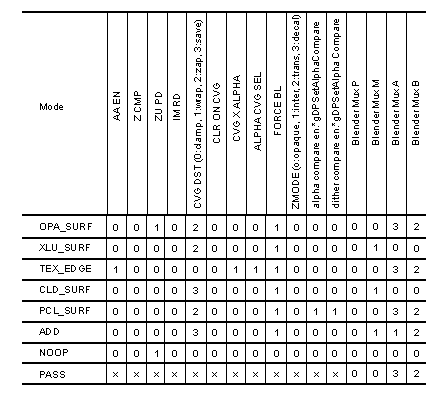 Mode
AA EN
Z CMP
ZU PD
IM RD
CVG DST (0:clamp, 1:wrap, 2:zap, 3:save)
CLR ON CVG
CVG X ALPHA
ALPHA CVG SEL
FORCE BL
ZMODE (o:opaque, 1:inter, 2:trans, 3:decal)
alpha compare en:*gDPSetAlphaCompare
dither compare en:*gDPSetAlpha Compare
Blender Mux P
Blender Mux M
Blender Mux A
Blender Mux B
OPA_SURF 0 0 1 0 2 0 0 0 1 0 0 0 0 0 3 2
XLU_SURF 0 0 0 0 2 0 0 0 1 0 0 0 0 1 0 0
TEX_EDGE 1 0 0 0 0 0 1 1 1 0 0 0 0 0 3 2
CLD_SURF 0 0 0 0 3 0 0 0 1 0 0 0 0 1 0 0
PCL_SURF 0 0 0 0 2 0 0 0 1 0 1 1 0 0 3 2
ADD 0 0 0 0 3 0 0 0 1 0 0 0 0 1 1 2
NOOP 0 0 1 0 0 0 0 0 0 0 0 0 0 0 0 0
PASS x x x x x x x x x x x x 0 0 3 2